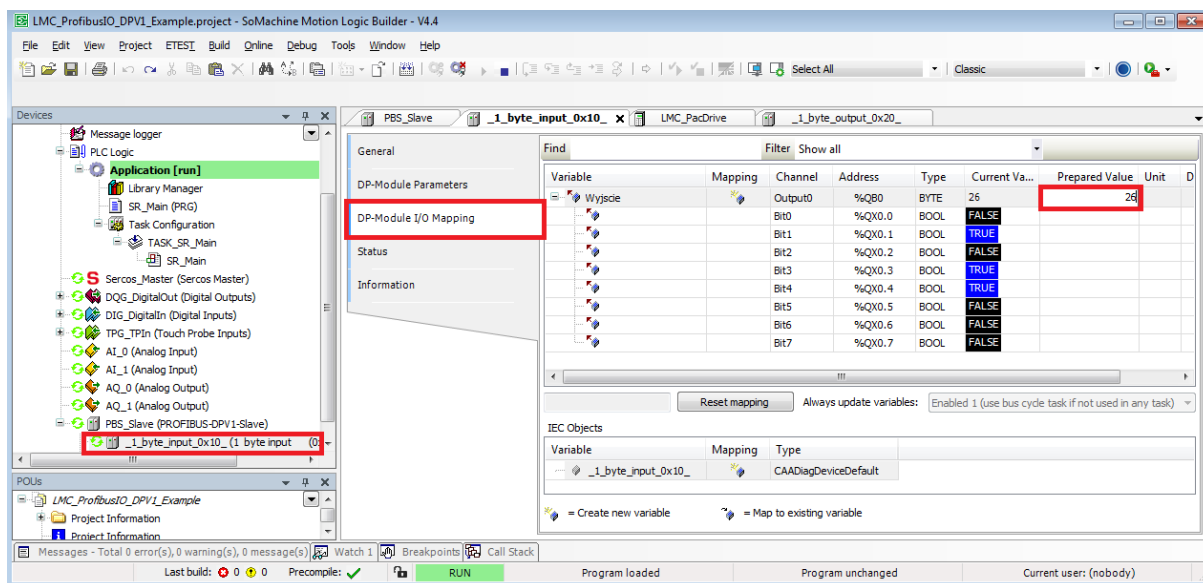 LMC_ProfibusIO_DPV1_Example.project - SoMachine Motion Logic Builder - V4.4
File Edit View Project ETEST Build Online Debug Tools Window Help
Select All Classic
Devices
Message logger
PLC Logic
Application [run]
Library Manager
SR_Main (PRG)
Task Configuration
TASK_SR_Main
SR_Main
Sercos_Master (Sercos Master)
DQG_DigitalOut (Digital Outputs)
DIG_DigitalIn (Digital Inputs)
TPG_TPIn (Touch Probe Inputs)
AI_0 (Analog Input)
AI_1 (Analog Input)
AQ_0 (Analog Output)
AQ_1 (Analog Output)
PBS_Slave (PROFIBUS-DPV1-Slave)
_1_byte_input_0x10_ (1 byte input (0:
POUs
LMC_ProfibusIO_DPV1_Example
Project Information
Project Information
PBS_Slave _1_byte_input_0x10_ x LMC_PacDrive _1_byte_output_0x20_
General
DP-Module Parameters
DP-Module I/O Mapping
Status
Information
Find Filter Show all
Variable Mapping Channel Address Type Current Va... Prepared Value Unit D
Wyjscie Output0 %QB0 BYTE 26 26
Bit0 %QX0.0 BOOL FALSE
Bit1 %QX0.1 BOOL TRUE
Bit2 %QX0.2 BOOL FALSE
Bit3 %QX0.3 BOOL TRUE
Bit4 %QX0.4 BOOL TRUE
Bit5 %QX0.5 BOOL FALSE
Bit6 %QX0.6 BOOL FALSE
Bit7 %QX0.7 BOOL FALSE
Reset mapping Always update variables: Enabled 1 (use bus cycle task if not used in any task)
IEC Objects
Variable Mapping Type
_1_byte_input_0x10_ CAADiagDeviceDefault
= Create new variable = Map to existing variable
Messages - Total 0 error(s), 0 warning(s), 0 message(s) Watch 1 Breakpoints Call Stack
Last build: 0 0 Precompile: RUN Program loaded Program unchanged Current user: (nobody)